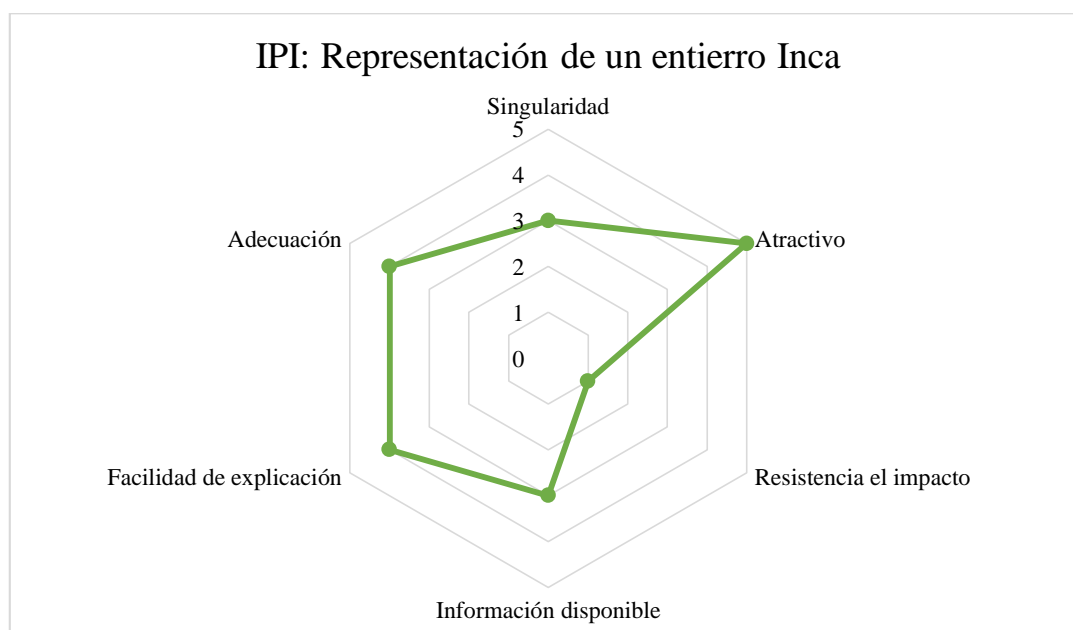 IPI: Representación de un entierro Inca
Singularidad
5
4
3
2
1
0
Atractivo
Resistencia el impacto
Información disponible
Facilidad de explicación
Adecuación